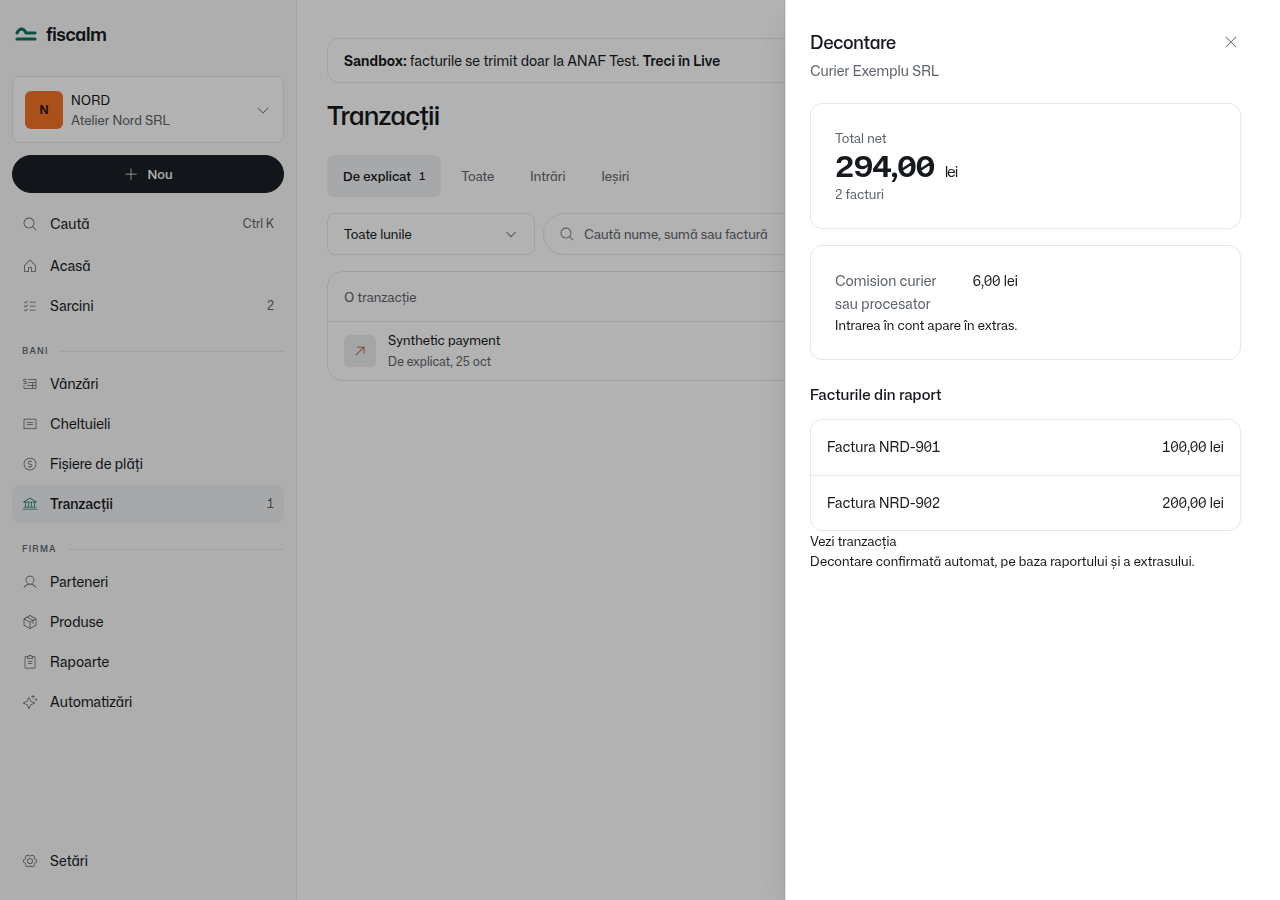 fiscalm
N
NORD
Atelier Nord SRL
Nou
Caută
Ctrl K
Acasă
Sarcini
2
BANI
Vânzări
Cheltuieli
Fișiere de plăți
Tranzacții
1
FIRMA
Parteneri
Produse
Rapoarte
Automatizări
Setări
Sandbox: facturile se trimit doar la ANAF Test. Treci în Live
Tranzacții
De explicat 1
Toate
Intrări
Ieșiri
Toate lunile
Caută nume, sumă sau factură
O tranzacție
Synthetic payment
De explicat, 25 oct
Decontare
Curier Exemplu SRL
Total net
294,00 lei
2 facturi
Comision curier 6,00 lei
sau procesator
Intrarea în cont apare în extras.
Facturile din raport
Factura NRD-901 100,00 lei
Factura NRD-902 200,00 lei
Vezi tranzacția
Decontare confirmată automat, pe baza raportului și a extrasului.